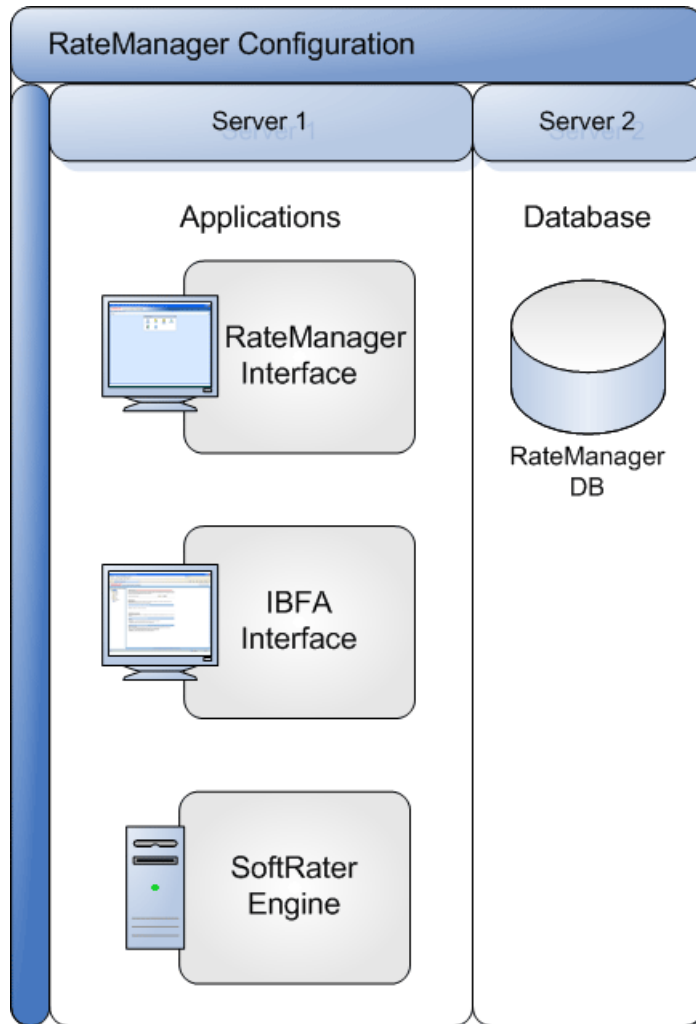 RateManager Configuration
Server 1
Server 2
Applications
Database
RateManager
Interface
RateManager
DB
IBFA
Interface
SoftRater
Engine